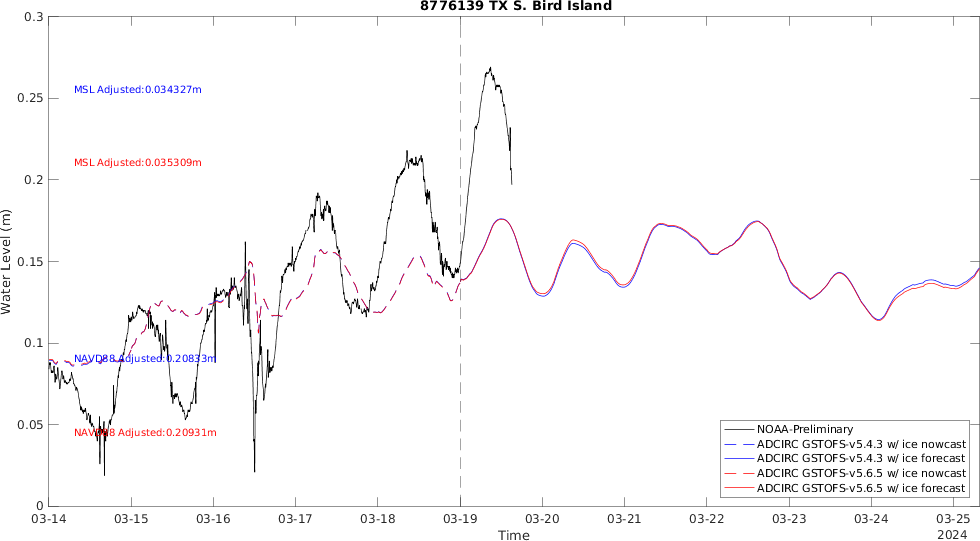 8776139 TX S. Bird Island
0.3
0.25
0.2
0.15
0.1
0.05
0
Water Level (m)
MSL Adjusted:0.034327m
MSL Adjusted:0.035309m
NAVD88 Adjusted:0.20833m
NAVD88 Adjusted:0.20931m
NOAA-Preliminary
ADCIRC GSTOFS-v5.4.3 w/ ice nowcast
ADCIRC GSTOFS-v5.4.3 w/ ice forecast
ADCIRC GSTOFS-v5.6.5 w/ ice nowcast
ADCIRC GSTOFS-v5.6.5 w/ ice forecast
03-14 03-15 03-16 03-17 03-18 03-19 03-20 03-21 03-22 03-23 03-24 03-25
Time
2024